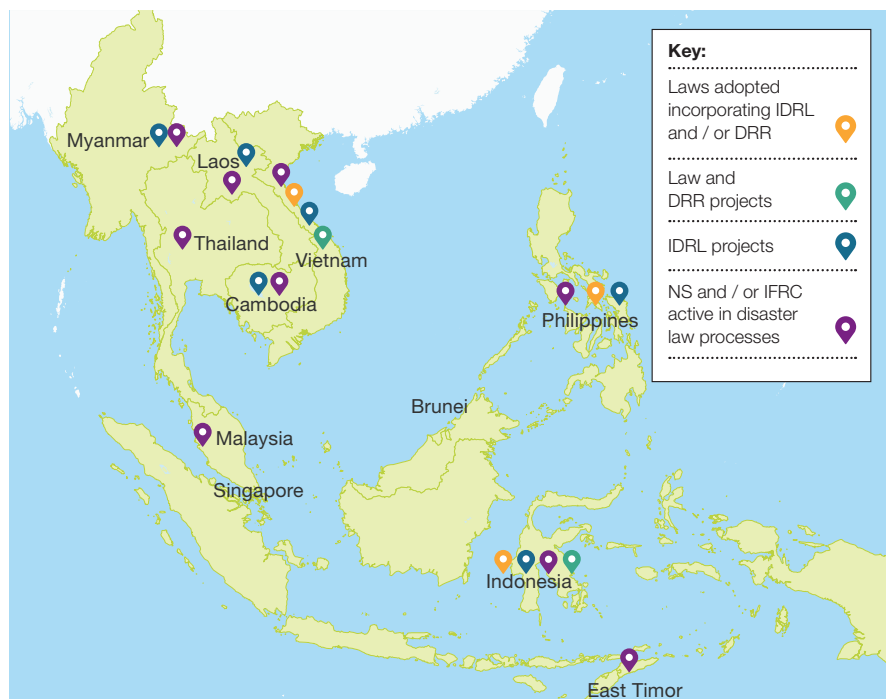 Key:
Laws adopted
incorporating IDRL
and / or DRR
Law and
DRR projects
IDRL projects
NS and / or IFRC
active in disaster
law processes
Myanmar
Laos
Thailand
Vietnam
Cambodia
Philippines
Brunei
Malaysia
Singapore
Indonesia
East Timor